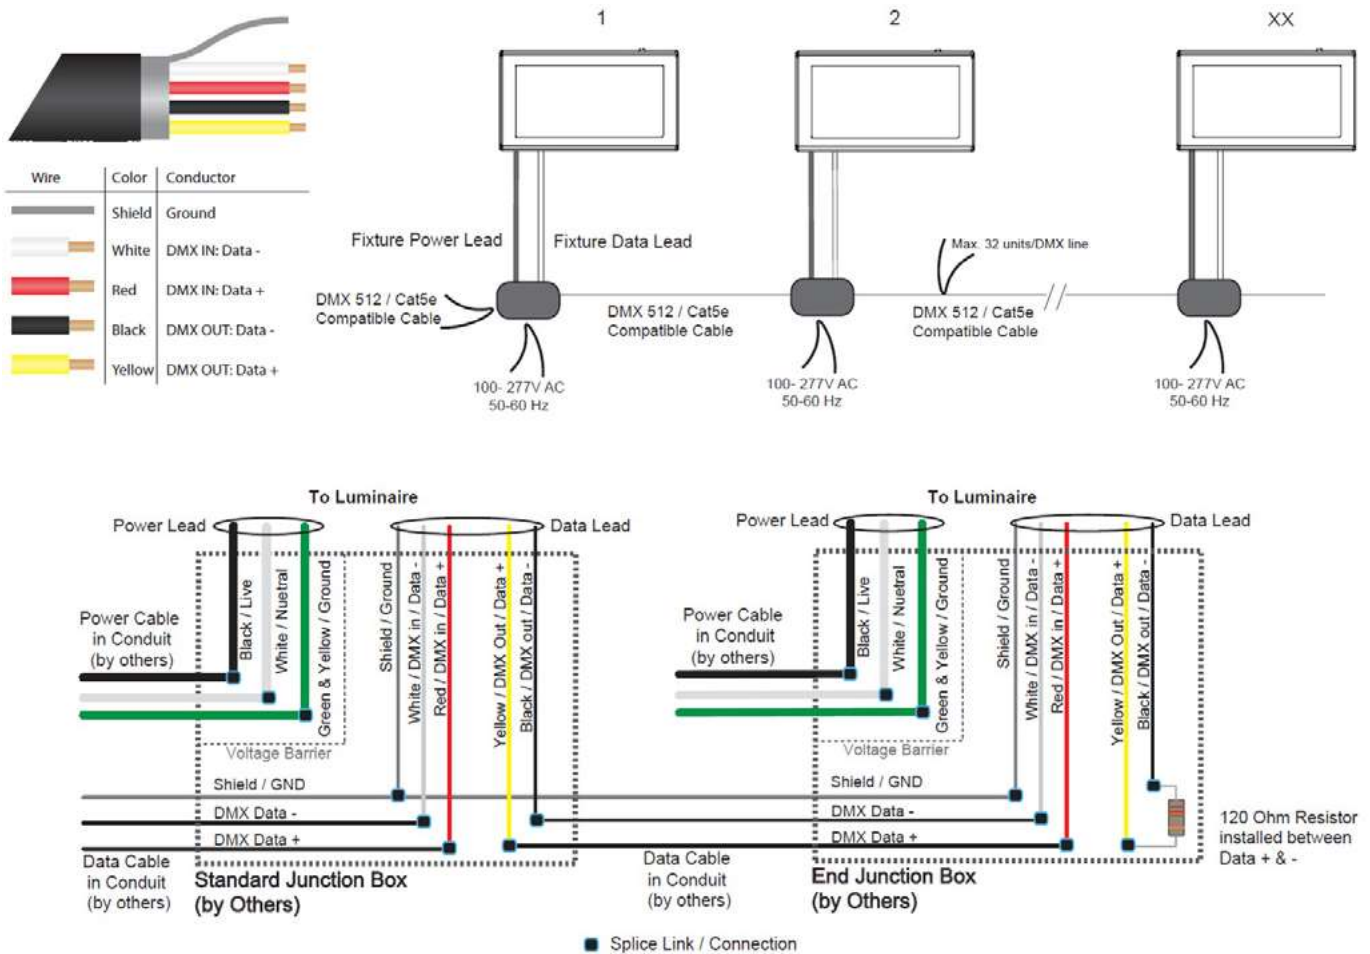 1
2
XX
Wire Color Conductor
Shield Ground
White DMX IN: Data -
Red DMX IN: Data +
Black DMX OUT: Data -
Yellow DMX OUT: Data +
Fixture Power Lead
Fixture Data Lead
Max. 32 units/DMX line
DMX 512 / Cat5e
Compatible Cable
DMX 512 / Cat5e
Compatible Cable
DMX 512 / Cat5e
Compatible Cable
100- 277V AC
50-60 Hz
100- 277V AC
50-60 Hz
100- 277V AC
50-60 Hz
To Luminaire
Power Lead
Data Lead
Black / Live
White / Nuetral
Green & Yellow / Ground
Shield / Ground
White / DMX in / Data -
Red / DMX in / Data +
Yellow / DMX Out / Data +
Black / DMX out / Data -
Power Cable
in Conduit
(by others)
Voltage Barrier
Shield / GND
DMX Data -
DMX Data +
Data Cable
in Conduit
(by others)
Standard Junction Box
(by Others)
To Luminaire
Power Lead
Data Lead
Black / Live
White / Nuetral
Green & Yellow / Ground
Shield / Ground
White / DMX in / Data -
Red / DMX in / Data +
Yellow / DMX Out / Data +
Black / DMX out / Data -
Power Cable
in Conduit
(by others)
Voltage Barrier
Shield / GND
DMX Data -
DMX Data +
Data Cable
in Conduit
(by others)
End Junction Box
(by Others)
120 Ohm Resistor
installed between
Data + & -
Splice Link / Connection